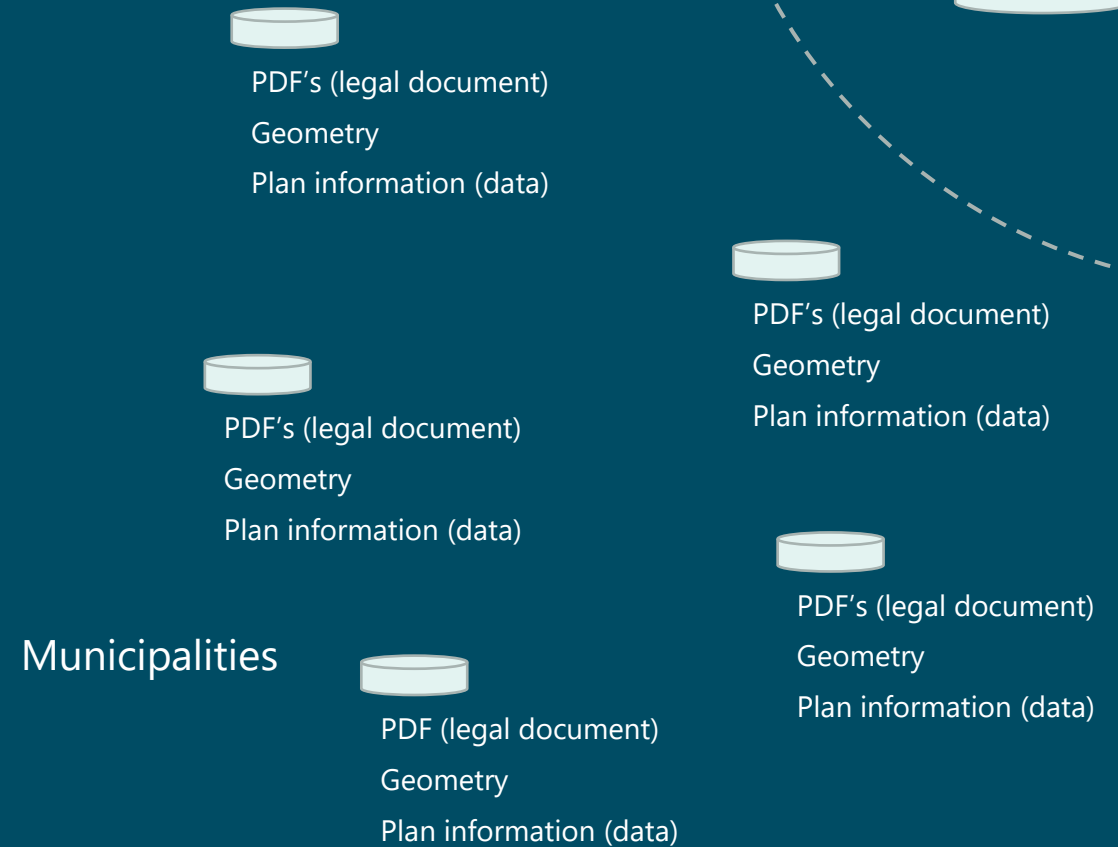 PDF’s (legal document)
Geometry
Plan information (data)
PDF’s (legal document)
Geometry
Plan information (data)
PDF’s (legal document)
Geometry
Plan information (data)
PDF’s (legal document)
Geometry
Plan information (data)
Municipalities
PDF (legal document)
Geometry
Plan information (data)